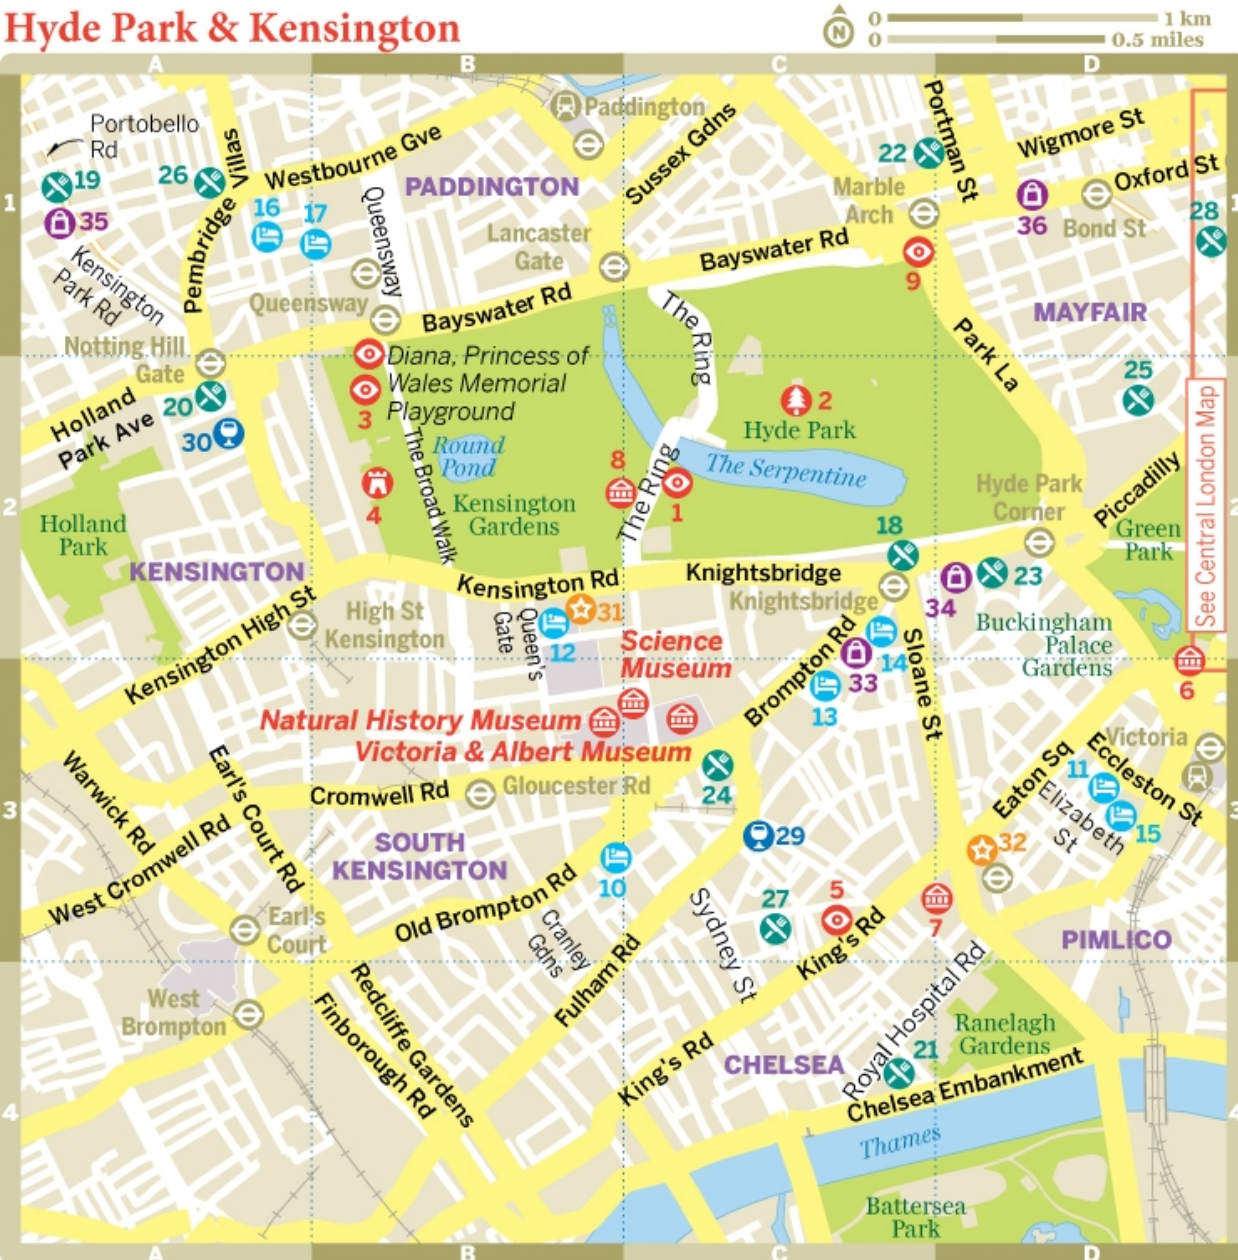 Hyde Park & Kensington
N
0 1 km
0 0.5 miles
A B C D
Portobello
Rd
19
35
26
Pembridge Villas
Westbourne Gve
16
17
Kensington
Park Rd
Queensway
Queensway
Notting Hill
Gate
PADDINGTON
Paddington
Sussex Gdns
Lancaster
Gate
Bayswater Rd
Bayswater Rd
22
Portman St
Marble
Arch
9
Wigmore St
Oxford St
36
Bond St
28
MAYFAIR
1
1
The Ring
Park La
25
Diana, Princess of
Wales Memorial
Playground
3
Holland
Park Ave
20
30
2
Hyde Park
The Broad Walk
Round
Pond
The Serpentine
8
The Ring
1
4
Kensington
Gardens
Hyde Park
Corner
Piccadilly
Green
Park
See Central London Map
2
2
Holland
Park
KENSINGTON
Kensington High St
High St
Kensington
Kensington Rd
Knightsbridge
Knightsbridge
18
34
23
31
Queen's
Gate
12
Science
Museum
Brompton Rd
14
33
13
Sloane St
Buckingham
Palace
Gardens
6
Natural History Museum
Victoria & Albert Museum
Warwick Rd
Earl's Court Rd
West Cromwell Rd
Cromwell Rd
Gloucester Rd
24
Eaton Sq
Eccleston St
Victoria
11
Elizabeth
St
15
3
3
SOUTH
KENSINGTON
29
32
10
Old Brompton Rd
Cranley
Gdns
Fulham Rd
Sydney St
27
5
King's Rd
7
PIMLICO
Earl's
Court
West
Brompton
Redcliffe Gardens
Finborough Rd
King's Rd
CHELSEA
Royal Hospital Rd
21
Ranelagh
Gardens
Chelsea Embankment
Thames
Battersea
Park
4
4
A B C D